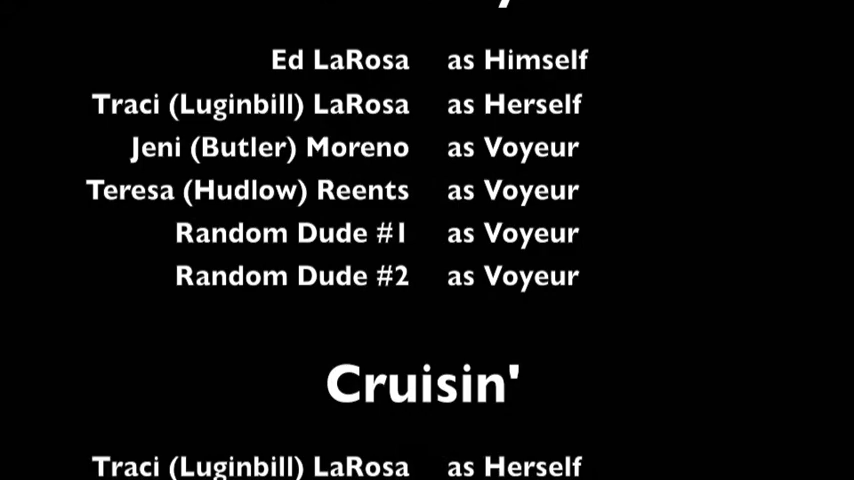 Ed LaRosa as Himself
Traci (Luginbill) LaRosa as Herself
Jeni (Butler) Moreno as Voyeur
Teresa (Hudlow) Reents as Voyeur
Random Dude #1 as Voyeur
Random Dude #2 as Voyeur
Cruisin'
Traci (Luginbill) LaRosa as Herself